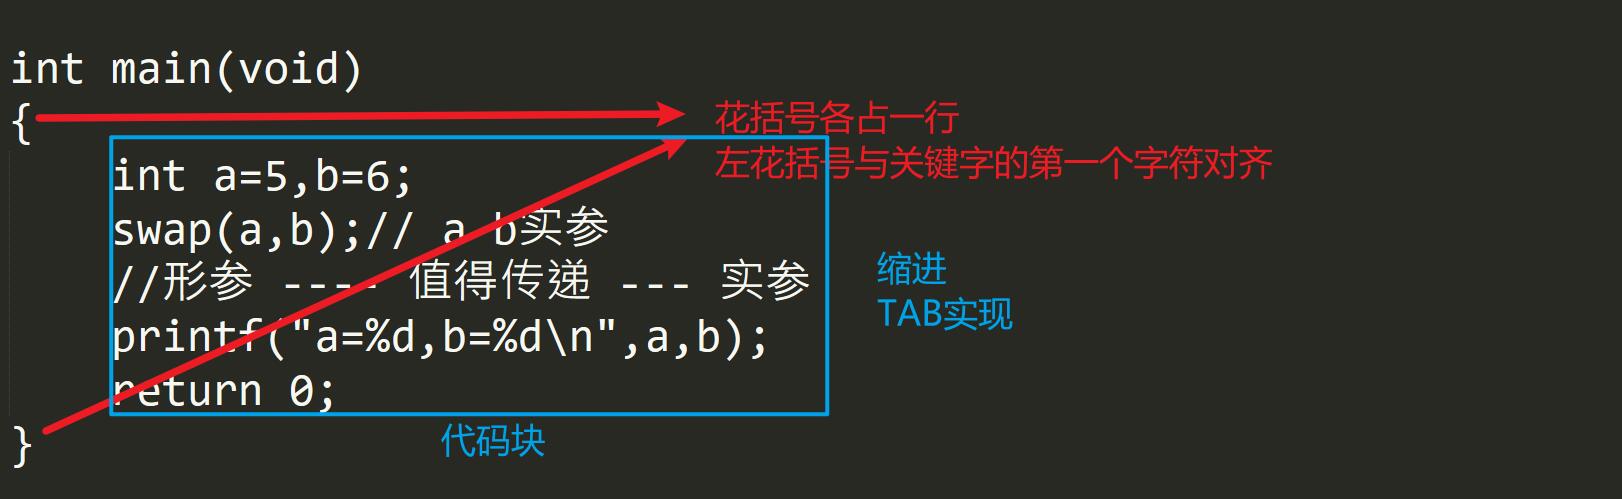 int main(void)
{
花括号各占一行
左花括号与关键字的第一个字符对齐
int a=5,b=6;
swap(a,b);// a b实参
//形参 ---- 值得传递 --- 实参
printf("a=%d,b=%d\n",a,b);
return 0;
缩进
TAB实现
}
代码块